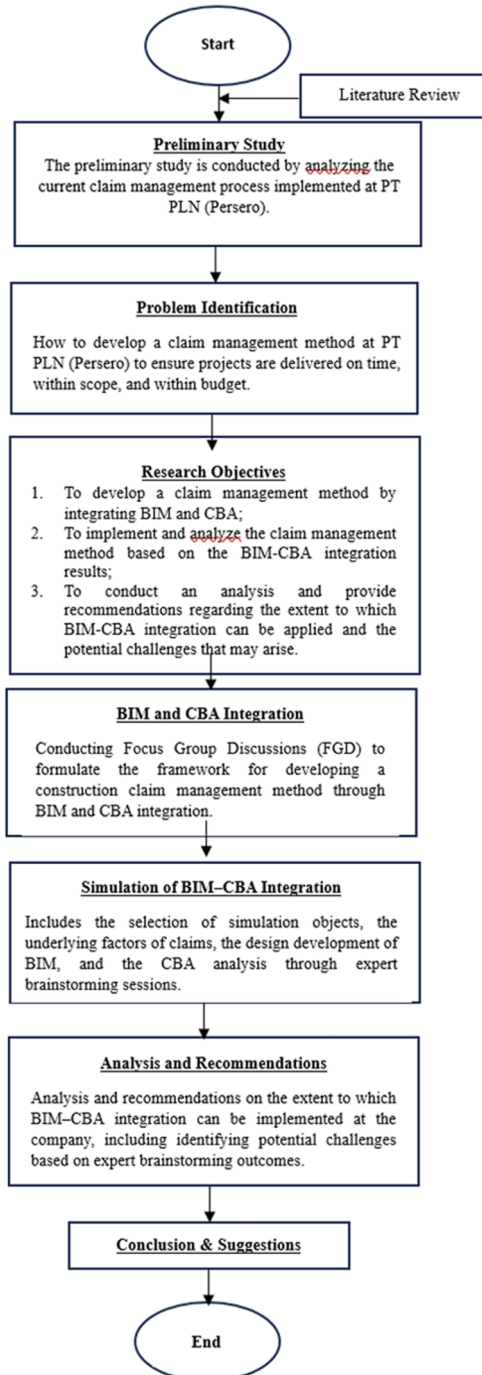 Start
Literature Review
Preliminary Study
The preliminary study is conducted by analyzing the
current claim management process implemented at PT
PLN (Persero).
Problem Identification
How to develop a claim management method at PT
PLN (Persero) to ensure projects are delivered on time,
within scope, and within budget.
Research Objectives
1. To develop a claim management method by
integrating BIM and CBA;
2. To implement and analyze the claim management
method based on the BIM-CBA integration
results;
3. To conduct an analysis and provide
recommendations regarding the extent to which
BIM-CBA integration can be applied and the
potential challenges that may arise.
BIM and CBA Integration
Conducting Focus Group Discussions (FGD) to
formulate the framework for developing a
construction claim management method through
BIM and CBA integration.
Simulation of BIM–CBA Integration
Includes the selection of simulation objects, the
underlying factors of claims, the design development of
BIM, and the CBA analysis through expert
brainstorming sessions.
Analysis and Recommendations
Analysis and recommendations on the extent to which
BIM–CBA integration can be implemented at the
company, including identifying potential challenges
based on expert brainstorming outcomes.
Conclusion & Suggestions
End